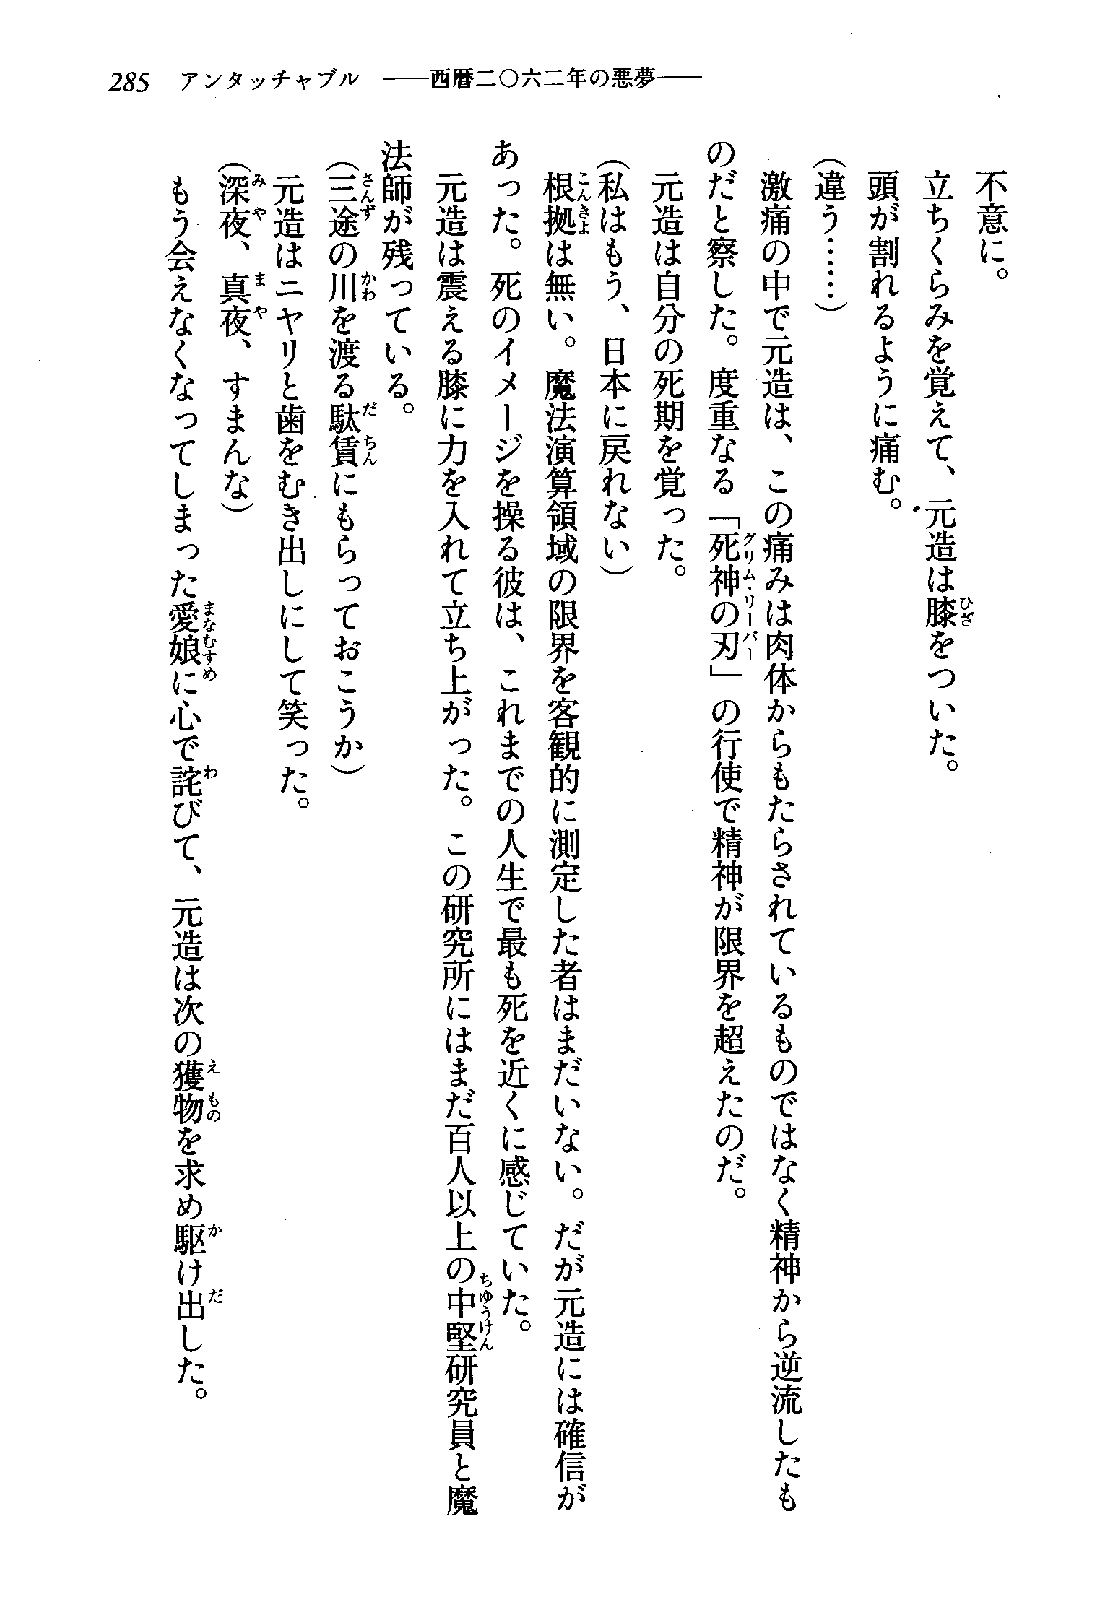 285 アンタッチャブル ――西暦二〇六二年の悪夢――
不意に。
立ちくらみを覚えて、元造は膝をついた。
頭が割れるように痛む。
（違う……）
激痛の中で元造は、この痛みは肉体からもたらされているものではなく精神から逆流したも
のだと察した。度重なる「死神の刃」の行使で精神が限界を超えたのだ。
元造は自分の死期を覚った。
（私はもう、日本に戻れない）
根拠は無い。魔法演算領域の限界を客観的に測定した者はまだいない。だが元造には確信が
あった。死のイメージを操る彼は、これまでの人生で最も死を近くに感じていた。
元造は震える膝に力を入れて立ち上がった。この研究所にはまだ百人以上の中堅研究員と魔
法師が残っている。
（三途の川を渡る駄賃にもらっておこうか）
元造はニヤリと歯をむき出しにして笑った。
（深夜、真夜、すまんな）
もう会えなくなってしまった愛娘に心で詫びて、元造は次の獲物を求め駆け出した。